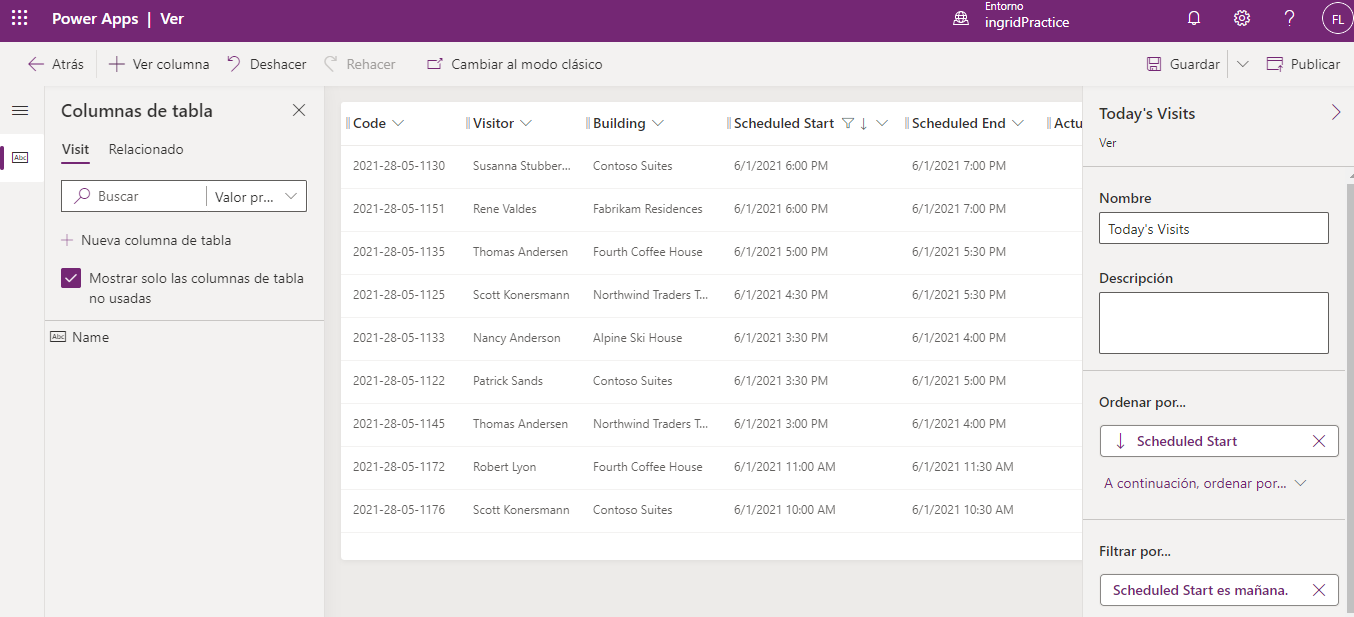 Power Apps | Ver
Entorno
ingridPractice
FL
Atrás
Ver columna
Deshacer
Rehacer
Cambiar al modo clásico
Guardar
Publicar
Columnas de tabla
Visit
Relacionado
Buscar
Valor pr...
Nueva columna de tabla
Mostrar solo las columnas de tabla
no usadas
Abc
Abc Name
Code Visitor Building Scheduled Start Scheduled End Actu
2021-28-05-1130 Susanna Stubber... Contoso Suites 6/1/2021 6:00 PM 6/1/2021 7:00 PM
2021-28-05-1151 Rene Valdes Fabrikam Residences 6/1/2021 6:00 PM 6/1/2021 7:00 PM
2021-28-05-1135 Thomas Andersen Fourth Coffee House 6/1/2021 5:00 PM 6/1/2021 5:30 PM
2021-28-05-1125 Scott Konersmann Northwind Traders T... 6/1/2021 4:30 PM 6/1/2021 5:30 PM
2021-28-05-1133 Nancy Anderson Alpine Ski House 6/1/2021 3:30 PM 6/1/2021 4:00 PM
2021-28-05-1122 Patrick Sands Contoso Suites 6/1/2021 3:30 PM 6/1/2021 5:00 PM
2021-28-05-1145 Thomas Andersen Northwind Traders T... 6/1/2021 3:00 PM 6/1/2021 4:00 PM
2021-28-05-1172 Robert Lyon Fourth Coffee House 6/1/2021 11:00 AM 6/1/2021 11:30 AM
2021-28-05-1176 Scott Konersmann Contoso Suites 6/1/2021 10:00 AM 6/1/2021 10:30 AM
Today's Visits
Ver
Nombre
Today's Visits
Descripción
Ordenar por...
Scheduled Start
A continuación, ordenar por...
Filtrar por...
Scheduled Start es mañana.